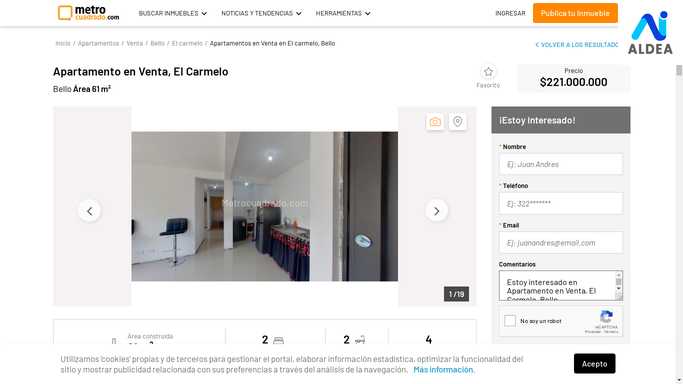 metro
cuadrado.com
BUSCAR INMUEBLES
NOTICIAS Y TENDENCIAS
HERRAMIENTAS
INGRESAR
Publica tu Inmueble
ALDEA
Inicio / Apartamentos / Venta / Bello / El carmelo / Apartamentos en Venta en El carmelo, Bello
VOLVER A LOS RESULTADO
Apartamento en Venta, El Carmelo
Bello Área 61 m²
Favorito
Precio
$221.000.000
Metrocuadrado.com
1 /19
¡Estoy Interesado!
* Nombre
Ej: Juan Andres
* Teléfono
Ej: 322*******
* Email
Ej: juanandres@email.com
Comentarios
Estoy interesado en
Apartamento en Venta, El
Carmelo, Bello
No soy un robot
reCAPTCHA
Privacidad - Términos
Área construida
2
2
4
Utilizamos 'cookies' propias y de terceros para gestionar el portal, elaborar información estadística, optimizar la funcionalidad del
sitio y mostrar publicidad relacionada con sus preferencias a través del análisis de la navegación. Más información.
Acepto